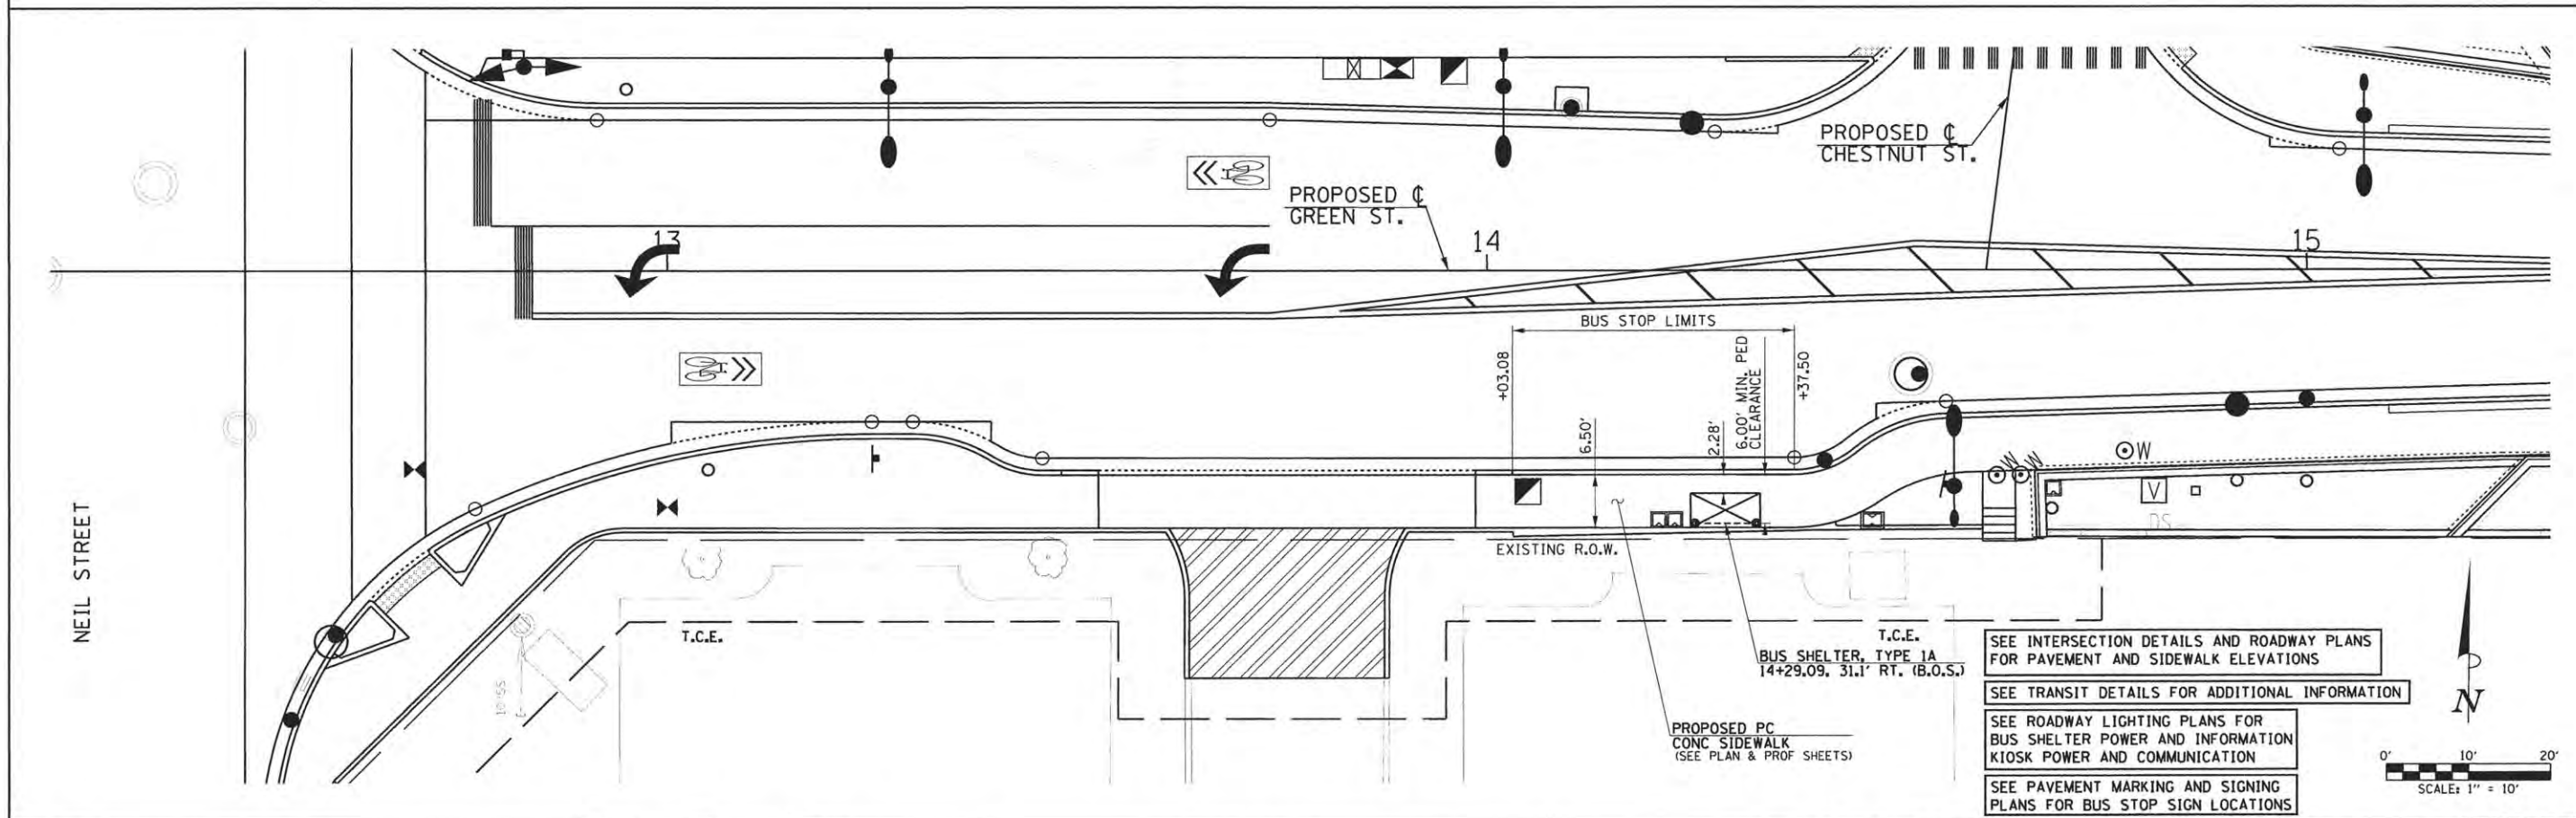 PROPOSED ℄
CHESTNUT ST.
PROPOSED ℄
GREEN ST.
13
14
15
BUS STOP LIMITS
+03.08
6.50'
2.28'
6.00' MIN. PED
CLEARANCE
+37.50
W
W
W
V
DS
EXISTING R.O.W.
NEIL STREET
T.C.E.
T.C.E.
BUS SHELTER, TYPE 1A
14+29.09, 31.1' RT. (B.O.S.)
PROPOSED PC
CONC SIDEWALK
(SEE PLAN & PROF SHEETS)
SEE INTERSECTION DETAILS AND ROADWAY PLANS
FOR PAVEMENT AND SIDEWALK ELEVATIONS
SEE TRANSIT DETAILS FOR ADDITIONAL INFORMATION
SEE ROADWAY LIGHTING PLANS FOR
BUS SHELTER POWER AND INFORMATION
KIOSK POWER AND COMMUNICATION
SEE PAVEMENT MARKING AND SIGNING
PLANS FOR BUS STOP SIGN LOCATIONS
N
0' 10' 20'
SCALE: 1" = 10'